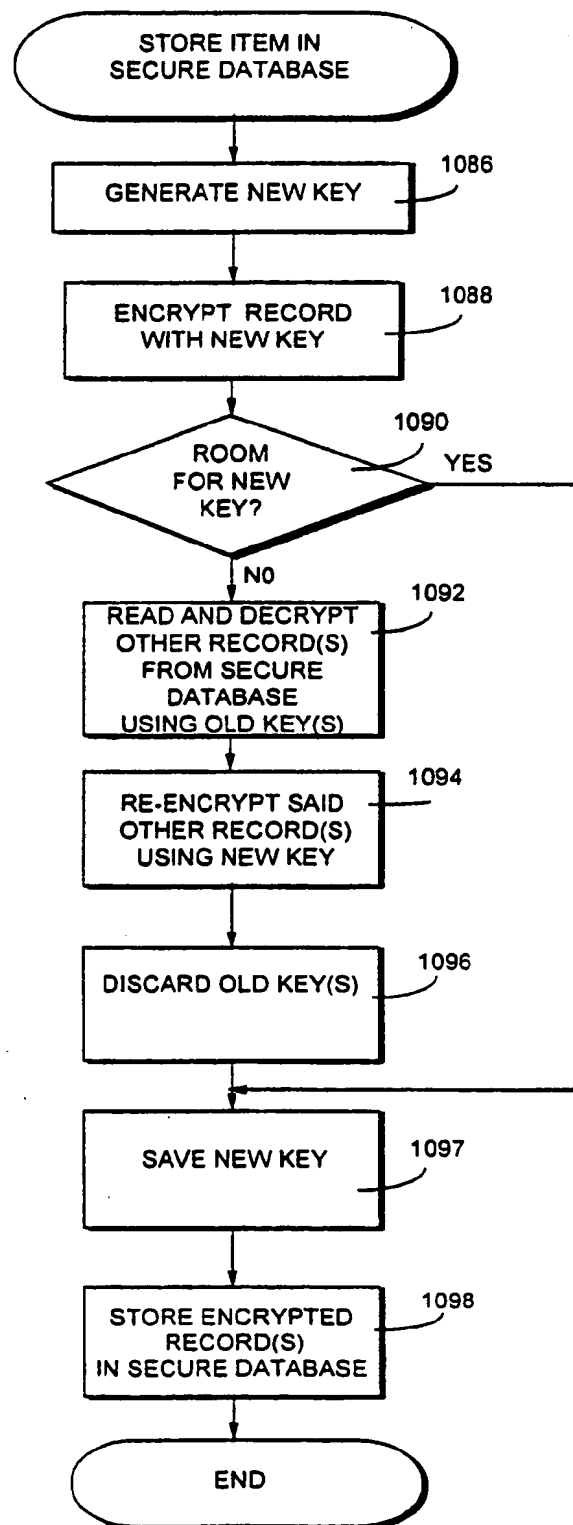 STORE ITEM IN
SECURE DATABASE
1086
GENERATE NEW KEY
1088
ENCRYPT RECORD
WITH NEW KEY
1090
ROOM
FOR NEW
KEY?
YES
NO
1092
READ AND DECRYPT
OTHER RECORD(S)
FROM SECURE
DATABASE
USING OLD KEY(S)
1094
RE-ENCRYPT SAID
OTHER RECORD(S)
USING NEW KEY
1096
DISCARD OLD KEY(S)
SAVE NEW KEY
1097
1098
STORE ENCRYPTED
RECORD(S)
IN SECURE DATABASE
END